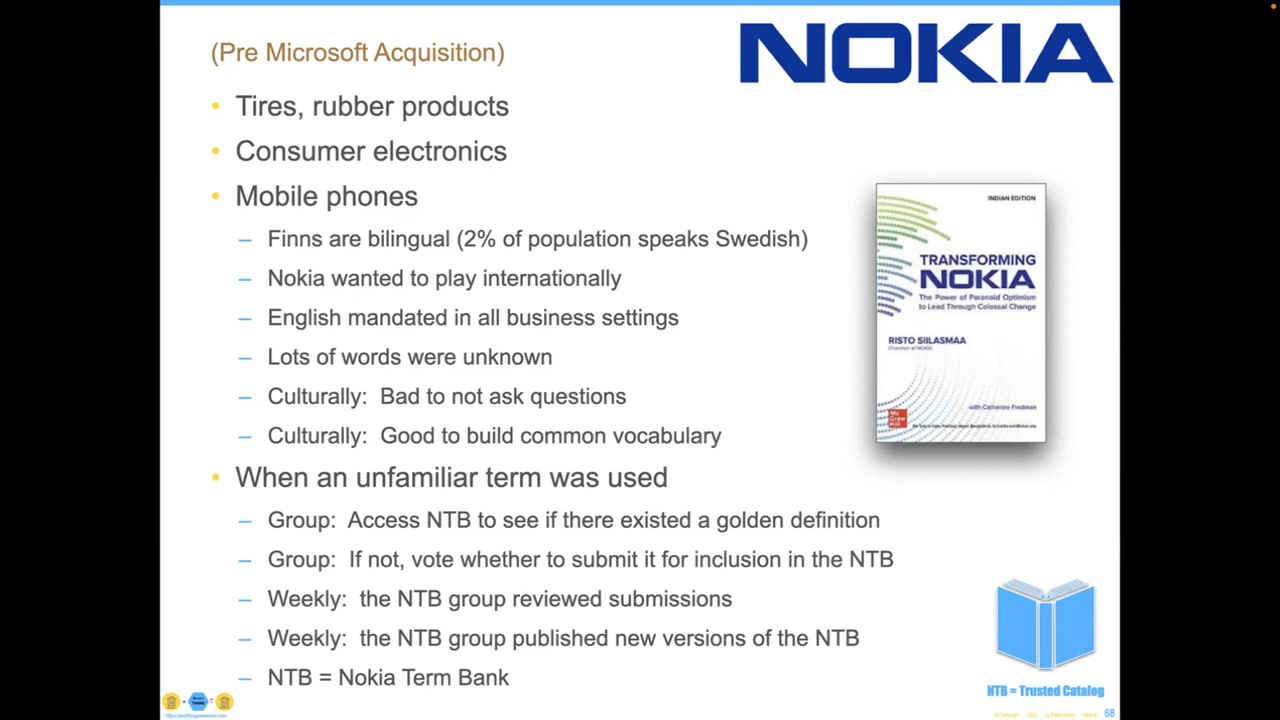 (Pre Microsoft Acquisition)
NOKIA
• Tires, rubber products
• Consumer electronics
• Mobile phones
– Finns are bilingual (2% of population speaks Swedish)
– Nokia wanted to play internationally
– English mandated in all business settings
– Lots of words were unknown
– Culturally: Bad to not ask questions
– Culturally: Good to build common vocabulary
• When an unfamiliar term was used
– Group: Access NTB to see if there existed a golden definition
– Group: If not, vote whether to submit it for inclusion in the NTB
– Weekly: the NTB group reviewed submissions
– Weekly: the NTB group published new versions of the NTB
– NTB = Nokia Term Bank
INDIAN EDITION
TRANSFORMING
NOKIA
The Power of Paranoid Optimism
to Lead Through Colossal Change
RISTO SIILASMAA
Chairman of NOKIA
with Catherine Fredman
Mc
Graw
Hill
NTB = Trusted Catalog
68